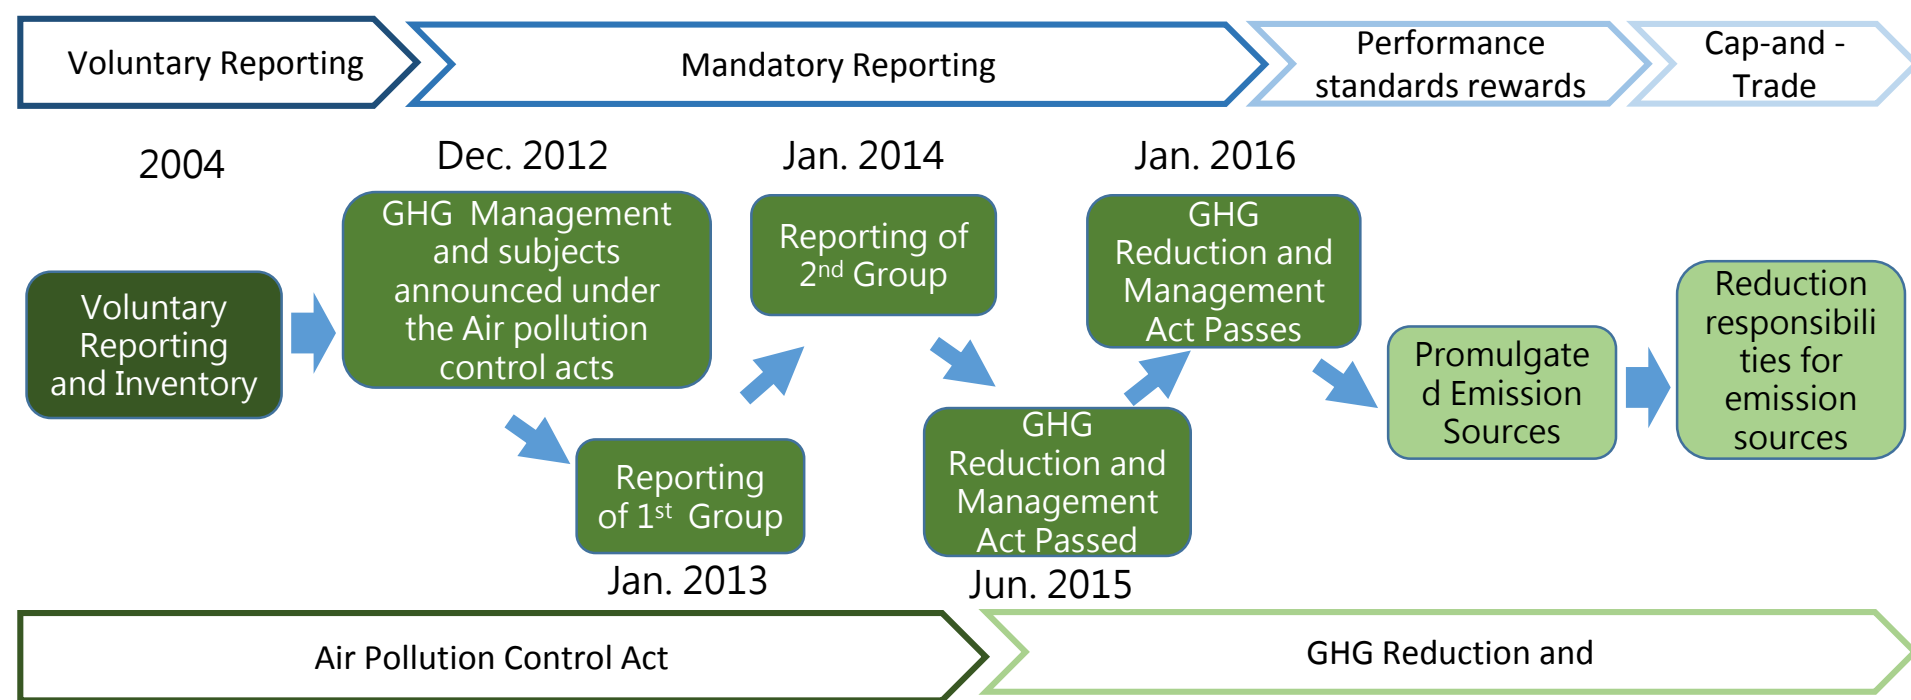 Voluntary Reporting
Mandatory Reporting
Performance
standards rewards
Cap-and -
Trade
2004
Dec. 2012
Jan. 2014
Jan. 2016
Voluntary
Reporting
and Inventory
GHG Management
and subjects
announced under
the Air pollution
control acts
Reporting
of 1st Group
Jan. 2013
Reporting of
2nd Group
GHG
Reduction and
Management
Act Passed
Jun. 2015
GHG
Reduction and
Management
Act Passes
Promulgate
d Emission
Sources
Reduction
responsibili
ties for
emission
sources
Air Pollution Control Act
GHG Reduction and